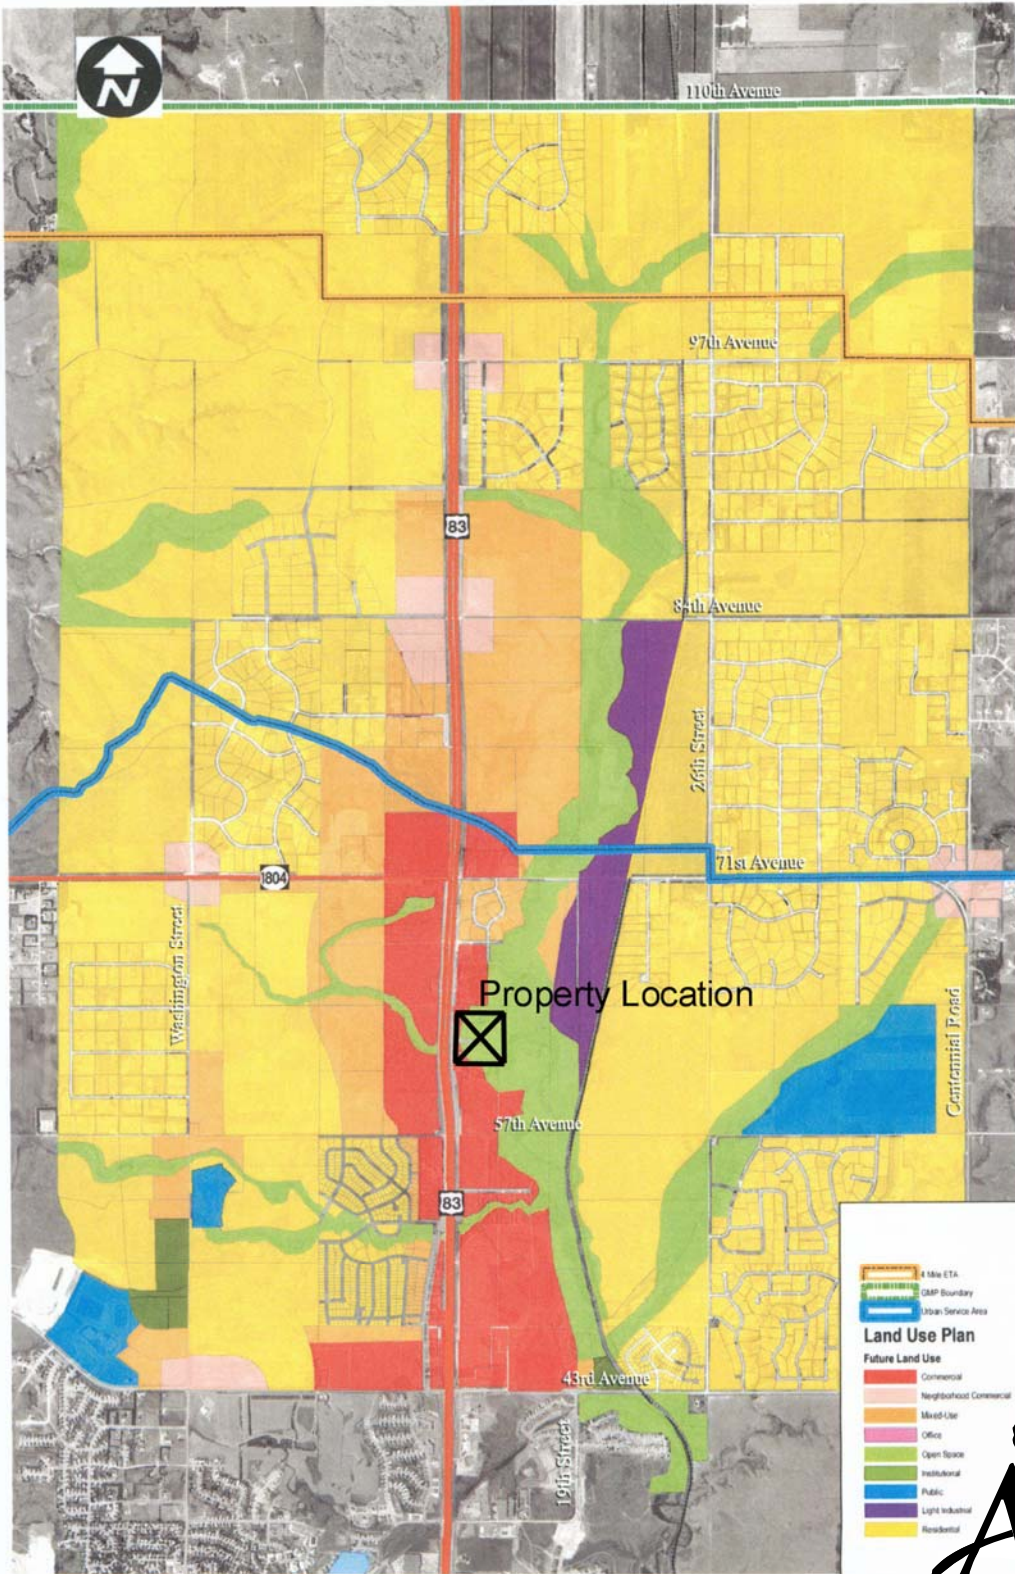 N
110th Avenue
97th Avenue
83
84th Avenue
26th Street
71st Avenue
1804
Washington Street
Property Location
Centennial Road
57th Avenue
83
43rd Avenue
19th Street
4 Mile ETA
GMP Boundary
Urban Service Area
Land Use Plan
Future Land Use
Commercial
Neighborhood Commercial
Mixed-Use
Office
Open Space
Institutional
Public
Light Industrial
Residential